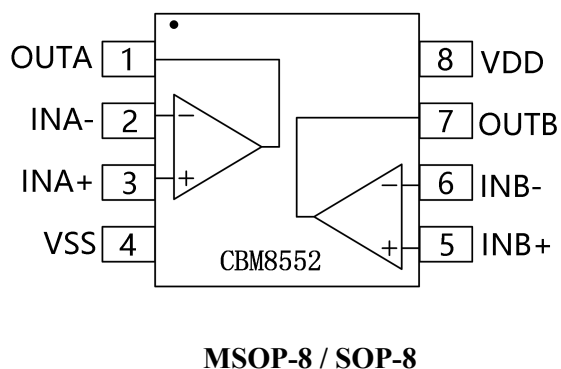 OUTA 1 8 VDD
INA- 2 − 7 OUTB
INA+ 3 + − 6 INB-
VSS 4 + 5 INB+
CBM8552
MSOP-8 / SOP-8